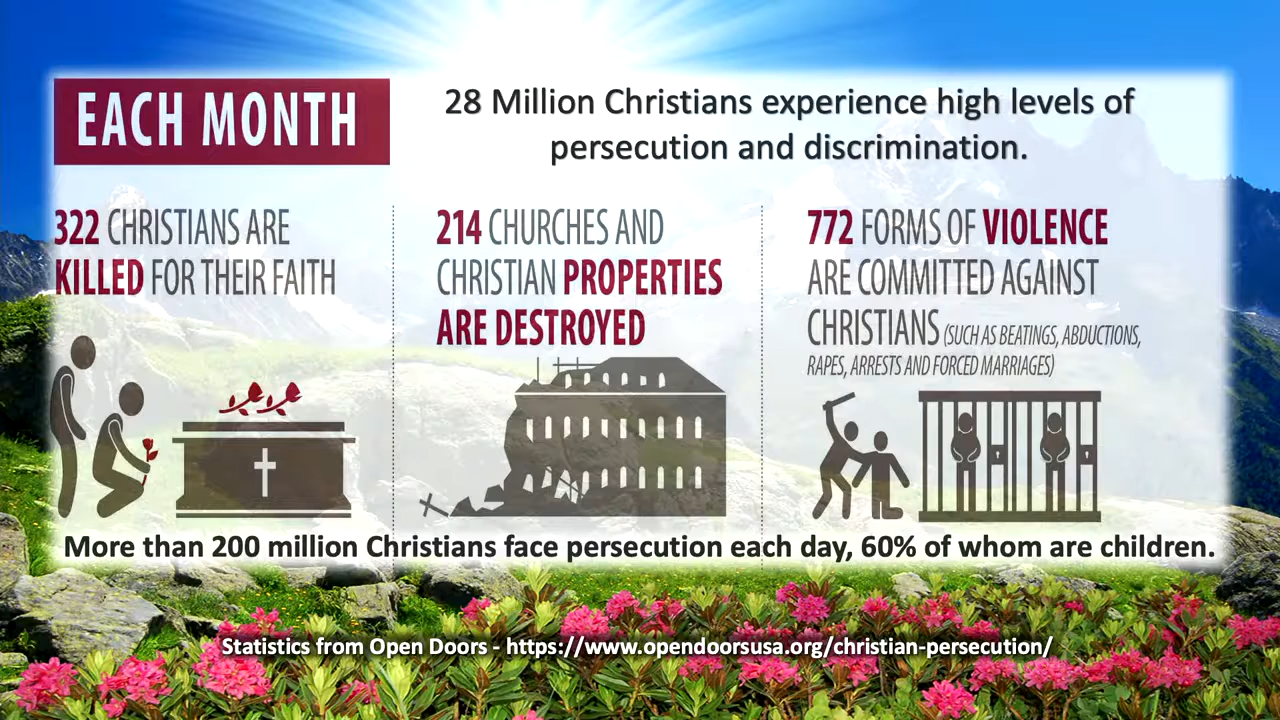 EACH MONTH
28 Million Christians experience high levels of
persecution and discrimination.
322 CHRISTIANS ARE
KILLED FOR THEIR FAITH
214 CHURCHES AND
CHRISTIAN PROPERTIES
ARE DESTROYED
772 FORMS OF VIOLENCE
ARE COMMITTED AGAINST
CHRISTIANS (SUCH AS BEATINGS, ABDUCTIONS,
RAPES, ARRESTS AND FORCED MARRIAGES)
More than 200 million Christians face persecution each day, 60% of whom are children.
Statistics from Open Doors - https://www.opendoorsusa.org/christian-persecution/